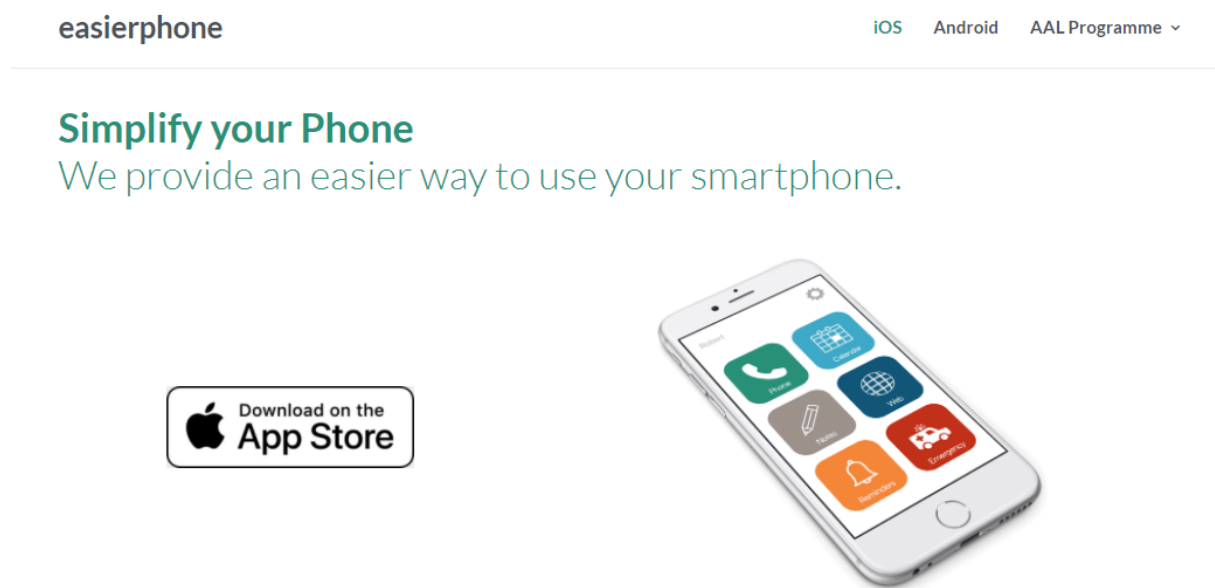 easierphone
iOS Android AAL Programme
Simplify your Phone
We provide an easier way to use your smartphone.
Download on the
App Store
Robert
Phone
Calendar
Notes
Web
Reminders
Emergency